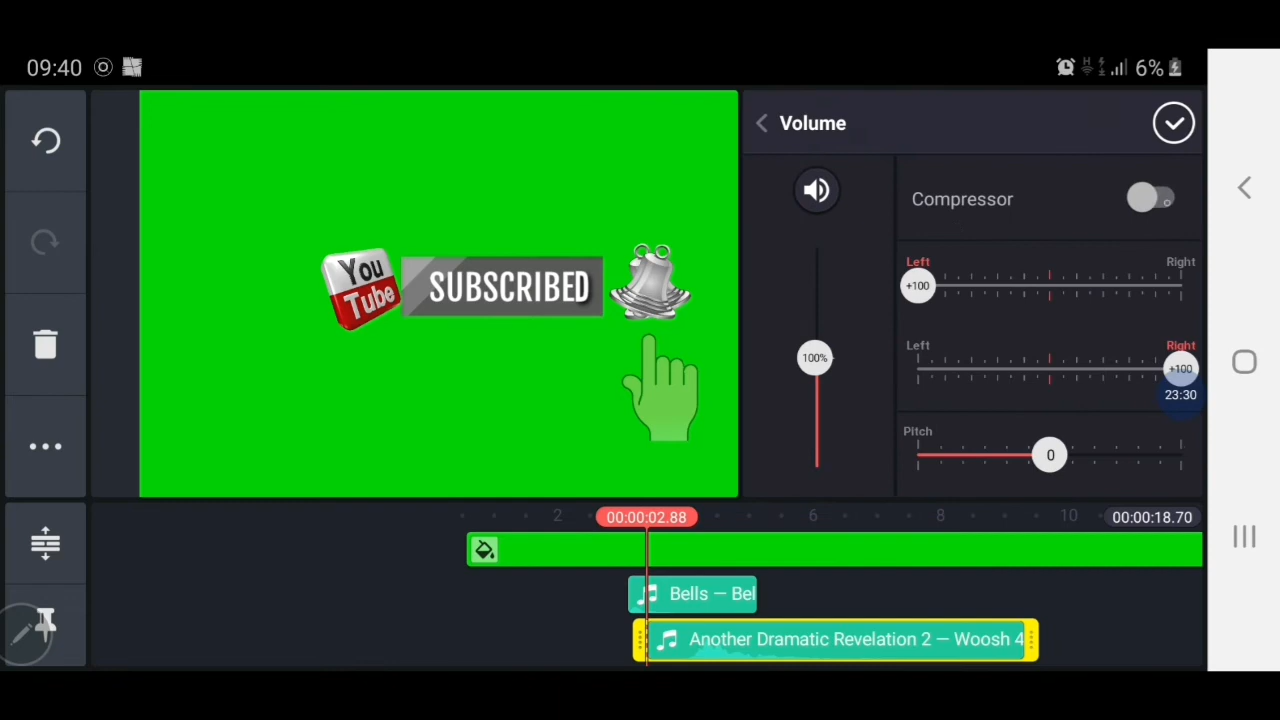 09:40
6%
Volume
Compressor
Left
Right
+100
Left
Right
+100
23:30
100%
Pitch
0
You
Tube
SUBSCRIBED
2
00:00:02.88
6
8
10
00:00:18.70
Bells — Bel
Another Dramatic Revelation 2 — Woosh 4